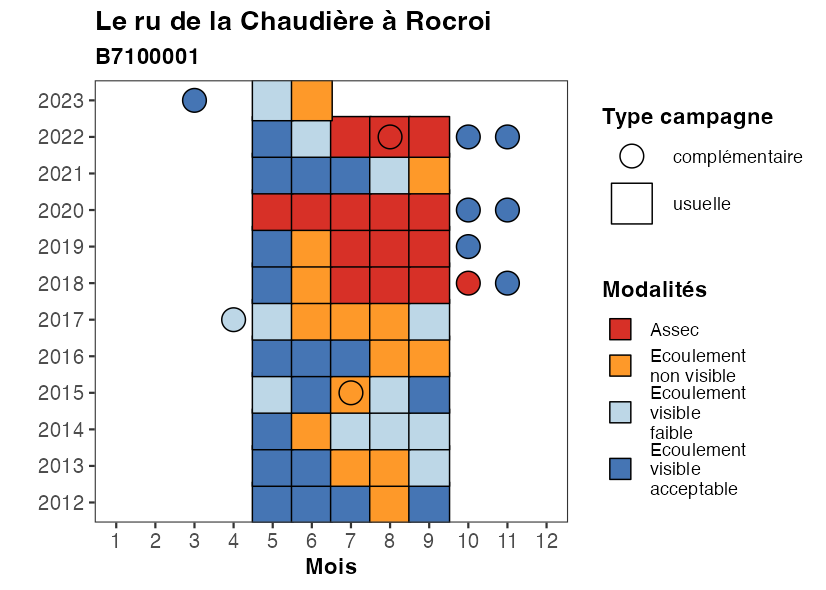 Le ru de la Chaudière à Rocroi
B7100001
2023
2022
2021
2020
2019
2018
2017
2016
2015
2014
2013
2012
1 2 3 4 5 6 7 8 9 10 11 12
Mois
Type campagne
complémentaire
usuelle
Modalités
Assec
Ecoulement
non visible
Ecoulement
visible
faible
Ecoulement
visible
acceptable